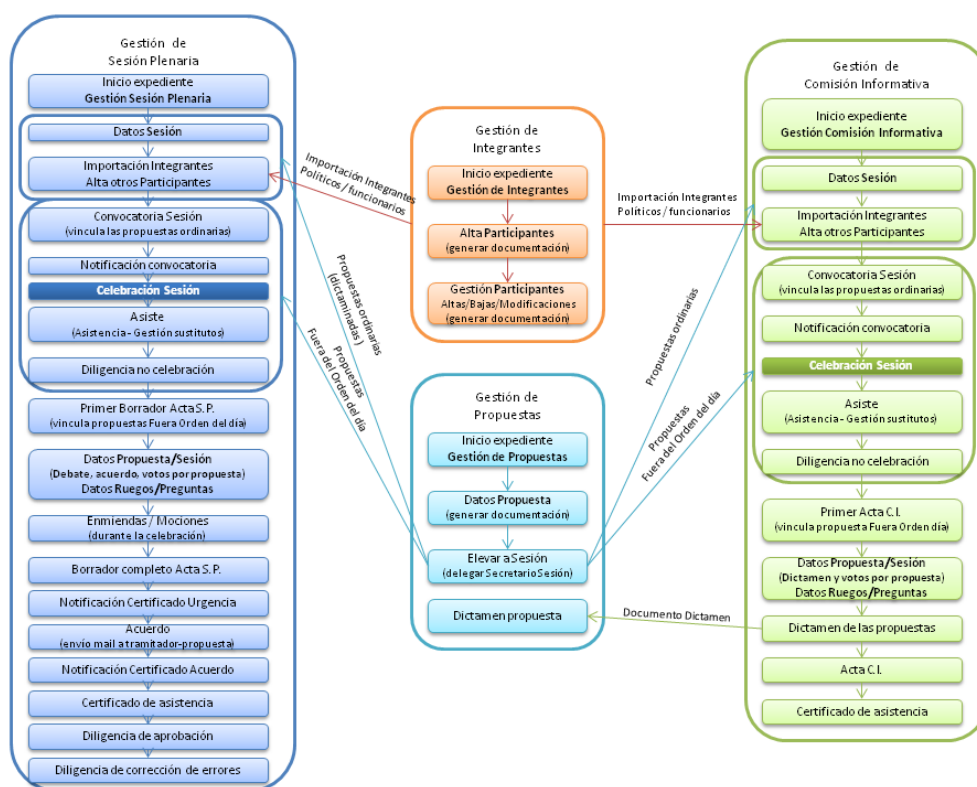 Gestión de
Sesión Plenaria
Inicio expediente
Gestión Sesión Plenaria
Datos Sesión
Importación Integrantes
Alta otros Participantes
Convocatoria Sesión
(vincula las propuestas ordinarias)
Notificación convocatoria
Celebración Sesión
Asiste
(Asistencia- Gestión sustitutos)
Diligencia no celebración
Primer Borrador Acta S.P.
(vincula propuestas Fuera Orden del día)
Datos Propuesta/Sesión
(Debate, acuerdo, votos por propuesta)
Datos Ruegos/Preguntas
Enmiendas / Mociones
(durante la celebración)
Borrador completo Acta S.P.
Notificación Certificado Urgencia
Acuerdo
(envío mail a tramitador-propuesta)
Notificación Certificado Acuerdo
Certificado de asistencia
Diligencia de aprobación
Diligencia de corrección de errores
Importación Integrantes
Políticos / funcionarios
Propuestas ordinarias
(dictaminadas )
Propuestas
Fuera del Orden del día
Gestión de
Integrantes
Inicio expediente
Gestión de Integrantes
Alta Participantes
(generar documentación)
Gestión Participantes
Altas/Bajas/Modificaciones
(generar documentación)
Gestión de
Propuestas
Inicio expediente
Gestión de Propuestas
Datos Propuesta
(generar documentación)
Elevar a Sesión
(delegar Secretario Sesión)
Dictamen propuesta
Importación Integrantes
Políticos / funcionarios
Propuestas ordinarias
Propuestas
Fuera del Orden del día
Documento Dictamen
Gestión de
Comisión Informativa
Inicio expediente
Gestión Comisión Informativa
Datos Sesión
Importación Integrantes
Alta otros Participantes
Convocatoria Sesión
(vincula las propuestas ordinarias)
Notificación convocatoria
Celebración Sesión
Asiste
(Asistencia- Gestión sustitutos)
Diligencia no celebración
Primer Acta C.I.
(vincula propuesta Fuera Orden día)
Datos Propuesta/Sesión
(Dictamen y votos por propuesta)
Datos Ruegos/Preguntas
Dictamen de las propuestas
Acta C.I.
Certificado de asistencia